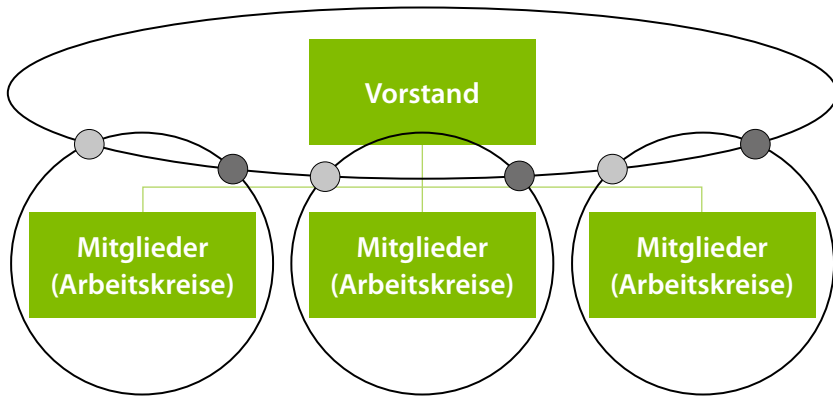 Vorstand
Mitglieder
(Arbeitskreise)
Mitglieder
(Arbeitskreise)
Mitglieder
(Arbeitskreise)